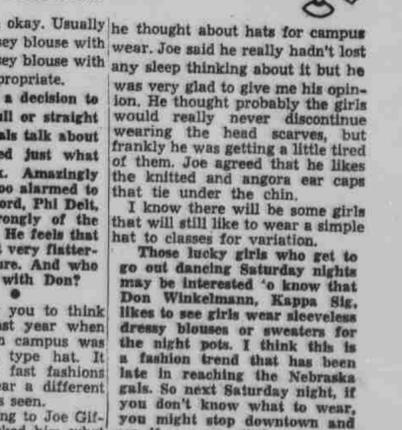 okay. Usually
sey blouse with
sey blouse with
propriate.
a decision to
ull or straight
als talk about
ed just what
k. Amazingly
oo alarmed to
ord, Phi Delt,
rongly of the
He feels that
very flatter-
ure. And who
with Don?
you to think
ast year when
n campus was
type hat. It
fast fashions
ear a different
s seen.
ng to Joe Gif-
he thought about hats for campus
wear. Joe said he really hadn't lost
any sleep thinking about it but he
was very glad to give me his opin-
ion. He thought probably the girls
would really never discontinue
wearing the head scarves, but
frankly he was getting a little tired
of them. Joe agreed that he likes
the knitted and angora ear caps
that tie under the chin.
I know there will be some girls
that will still like to wear a simple
hat to classes for variation.
Those lucky girls who get to
go out dancing Saturday nights
may be interested 'o know that
Don Winkelmann, Kappa Sig,
likes to see girls wear sleeveless
dressy blouses or sweaters for
the night pots. I think this is
a fashion trend that has been
late in reaching the Nebraska
gals. So next Saturday night, if
you don't know what to wear,
you might stop downtown and